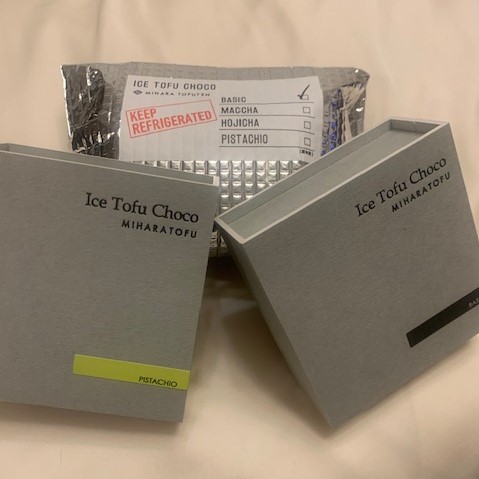 ICE TOFU CHOCO
MIHARA TOFUTEN
KEEP
REFRIGERATED
BASIC
MACCHA
HOJICHA
PISTACHIO
Ice Tofu Choco
MIHARATOFU
PISTACHIO
Ice Tofu Choco
MIHARATOFU